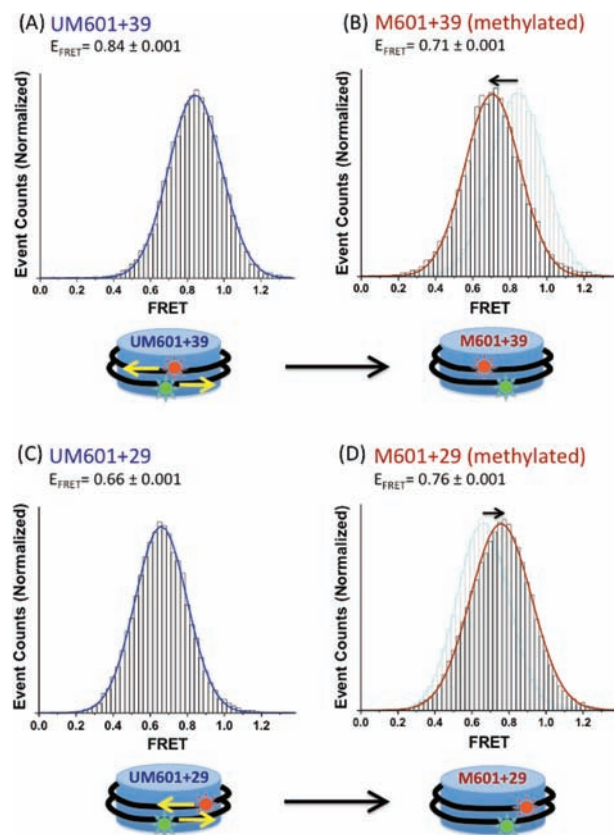 (A) UM601+39
E_FRET= 0.84 ± 0.001
Event Counts (Normalized)
0.0 0.2 0.4 0.6 0.8 1.0 1.2
FRET
UM601+39
(B) M601+39 (methylated)
E_FRET= 0.71 ± 0.001
Event Counts (Normalized)
0.0 0.2 0.4 0.6 0.8 1.0 1.2
FRET
M601+39
(C) UM601+29
E_FRET= 0.66 ± 0.001
Event Counts (Normalized)
0.0 0.2 0.4 0.6 0.8 1.0 1.2
FRET
UM601+29
(D) M601+29 (methylated)
E_FRET= 0.76 ± 0.001
Event Counts (Normalized)
0.0 0.2 0.4 0.6 0.8 1.0 1.2
FRET
M601+29